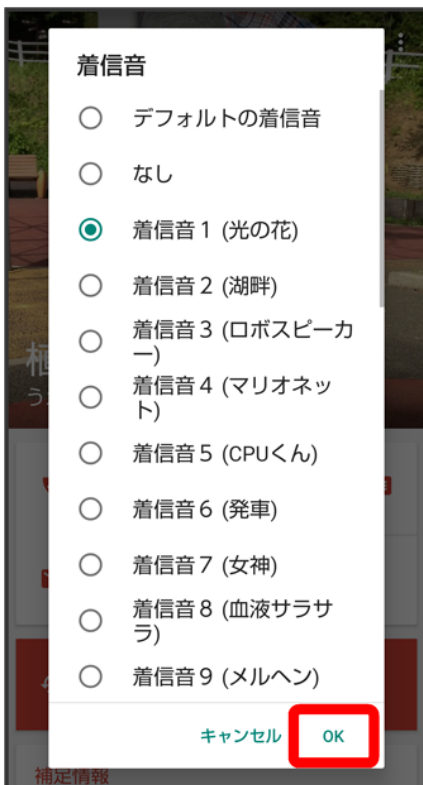 着信音
デフォルトの着信音
なし
着信音1 (光の花)
着信音2 (湖畔)
着信音3 (ロボスピーカ
ー)
着信音4 (マリオネッ
ト)
着信音5 (CPUくん)
着信音6 (発車)
着信音7 (女神)
着信音8 (血液サラサ
ラ)
着信音9 (メルヘン)
キャンセル OK
補足情報